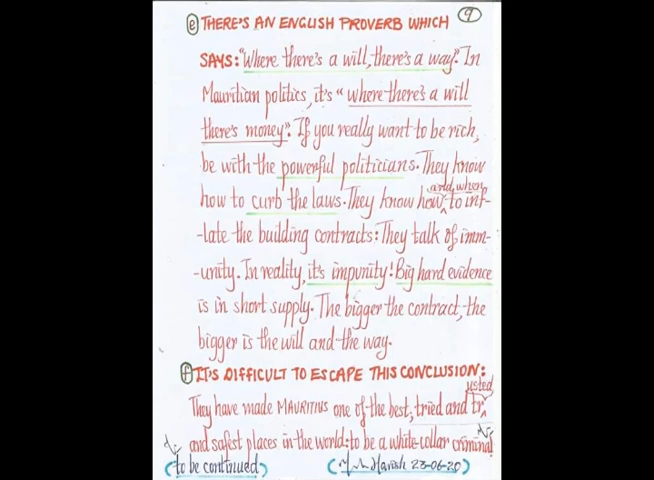 (e) THERE'S AN ENGLISH PROVERB WHICH 9
SAYS: "Where there's a will, there's a way". In
Mauritian politics, it's "where there's a will
there's money". If you really want to be rich,
be with the powerful politicians. They know
how to curb the laws. They know how and when to inf-
-late the building contracts: They talk of imm-
-unity. In reality, it's impunity! Big hard evidence
is in short supply. The bigger the contract, the
bigger is the will and the way.
(f) IT'S DIFFICULT TO ESCAPE THIS CONCLUSION:
They have made MAURITIUS one of the best, tried and trusted
and safest places in the world: to be a white-collar criminal
(to be continued) Harish 23-06-20